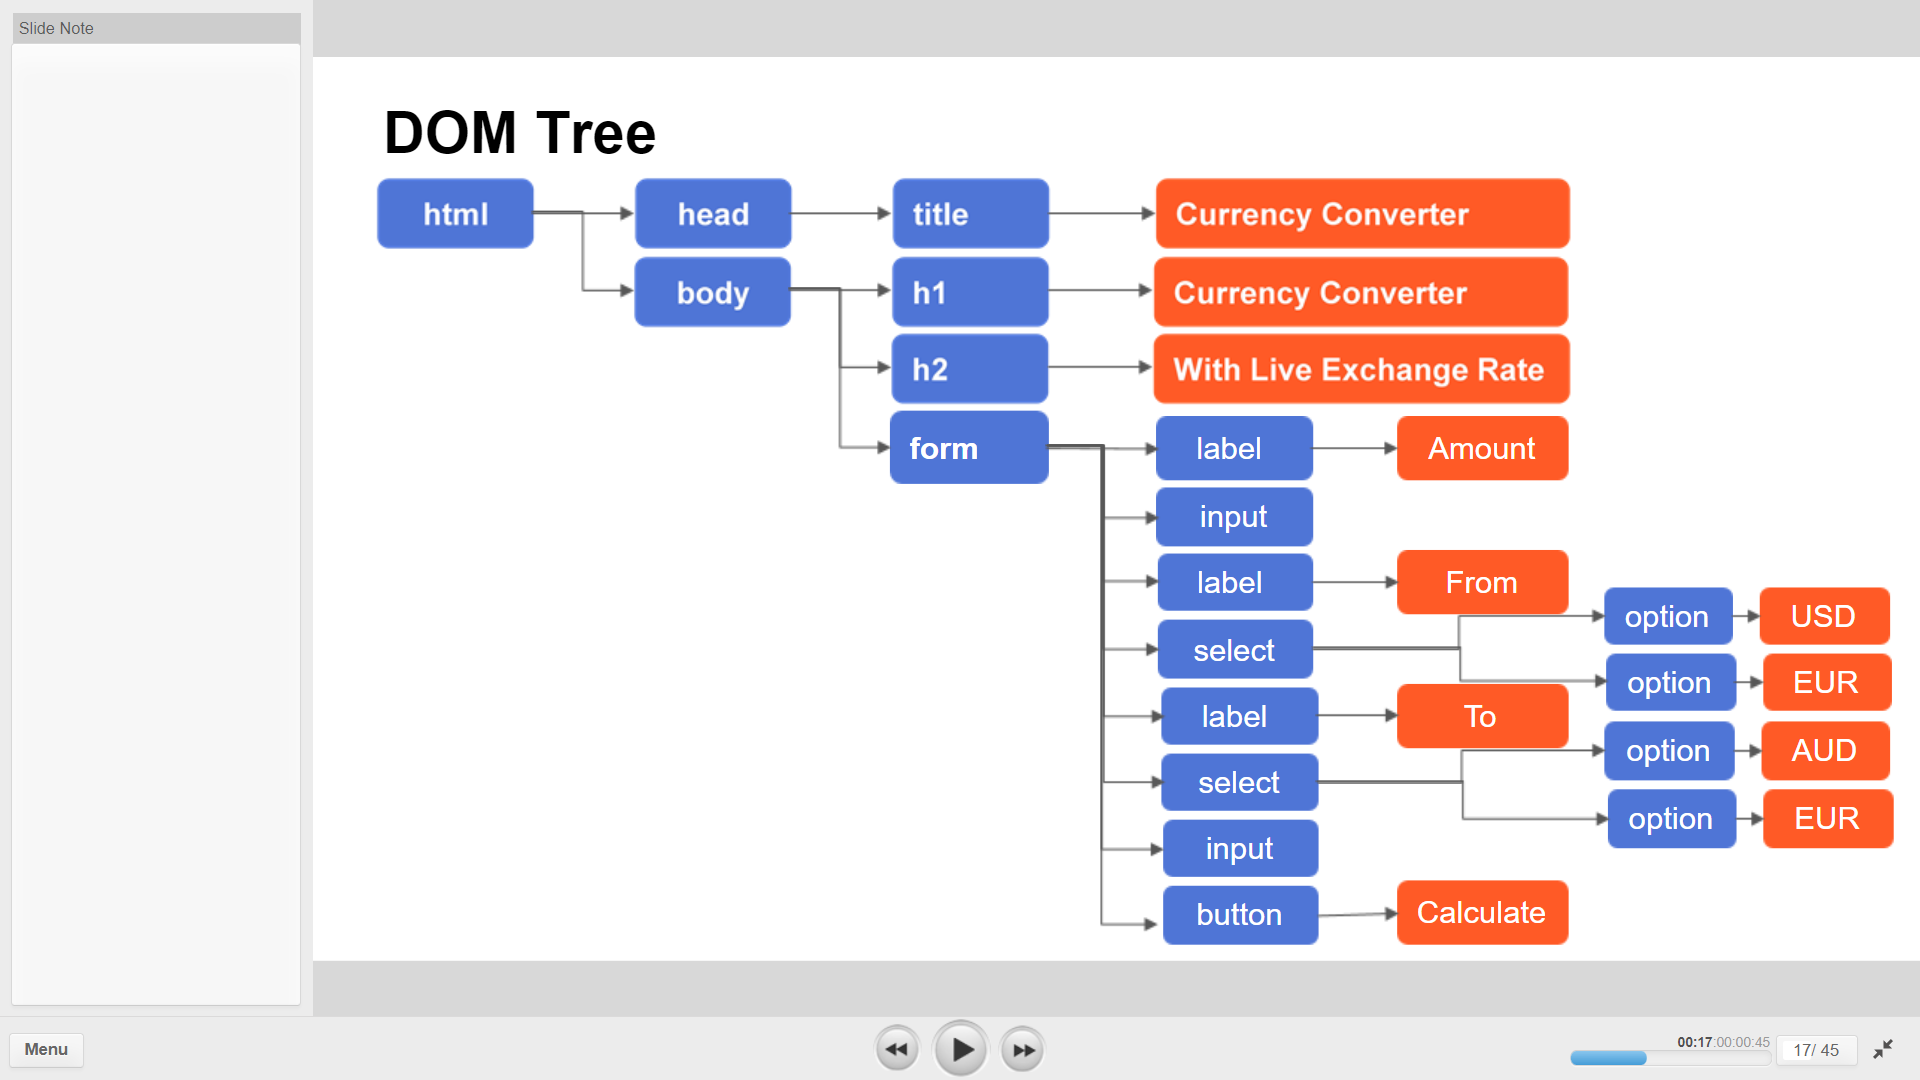 Slide Note
DOM Tree
html
head
title
Currency Converter
body
h1
Currency Converter
h2
With Live Exchange Rate
form
label
Amount
input
label
From
option
USD
select
option
EUR
label
To
option
AUD
select
option
EUR
input
button
Calculate
Menu
00:17:00:00:45
17/ 45